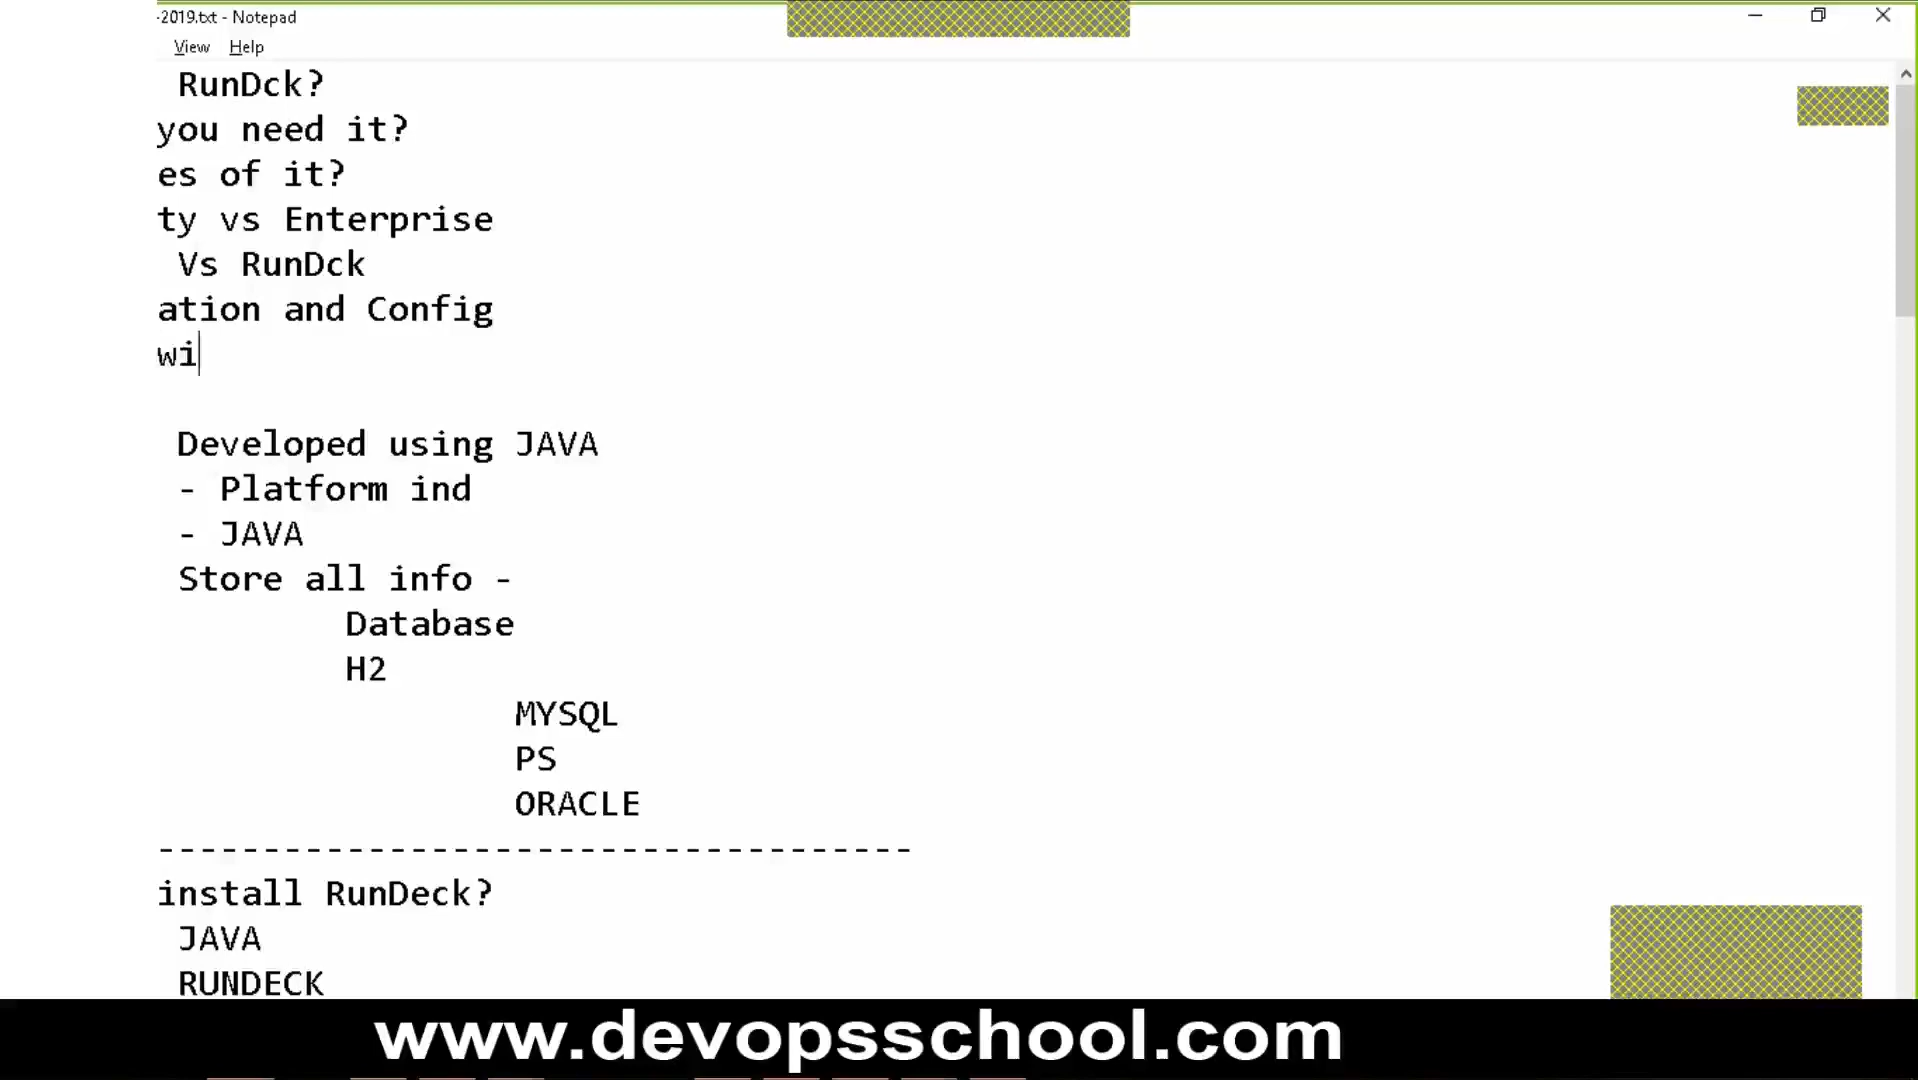 -2019.txt - Notepad
View Help
RunDck?
you need it?
es of it?
ty vs Enterprise
Vs RunDck
ation and Config
wi
Developed using JAVA
- Platform ind
- JAVA
Store all info -
Database
H2
MYSQL
PS
ORACLE
------------------------------------
install RunDeck?
JAVA
RUNDECK
www.devopsschool.com